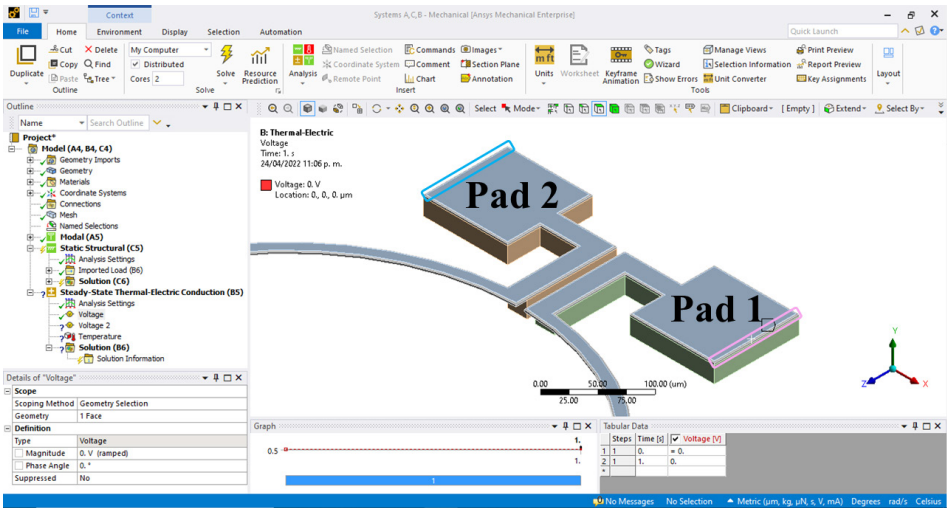 Context
Systems A,C,B - Mechanical [Ansys Mechanical Enterprise]
File Home Environment Display Selection Automation
Quick Launch
Duplicate
Cut
Copy
Paste
Delete
Find
Tree
Outline
My Computer
Distributed
Cores 2
Solve
Resource
Prediction
Solve
Analysis
Named Selection
Coordinate System
Remote Point
Commands
Comment
Chart
Images
Section Plane
Annotation
Insert
Units
Worksheet
Keyframe
Animation
Tags
Wizard
Show Errors
Manage Views
Selection Information
Unit Converter
Print Preview
Report Preview
Key Assignments
Tools
Layout
Outline
Name
Search Outline
Select Mode
Clipboard [ Empty ] Extend Select By
Project*
Model (A4, B4, C4)
Geometry Imports
Geometry
Materials
Coordinate Systems
Connections
Mesh
Named Selections
Modal (A5)
Static Structural (C5)
Analysis Settings
Imported Load (B6)
Solution (C6)
Steady-State Thermal-Electric Conduction (B5)
Analysis Settings
Voltage
Voltage 2
Temperature
Solution (B6)
Solution Information
B: Thermal-Electric
Voltage
Time: 1. s
24/04/2022 11:06 p. m.
Voltage: 0. V
Location: 0., 0., 0. µm
Pad 2
Pad 1
0.00 50.00 100.00 (um)
25.00 75.00
Y
Z X
Details of "Voltage"
Scope
Scoping Method Geometry Selection
Geometry 1 Face
Definition
Type Voltage
Magnitude 0. V (ramped)
Phase Angle 0. °
Suppressed No
Graph
1.
0.5
1.
1
Tabular Data
Steps Time [s] Voltage [V]
1 1 0. = 0.
2 1 1. 0.
*
No Messages No Selection Metric (µm, kg, µN, s, V, mA) Degrees rad/s Celsius